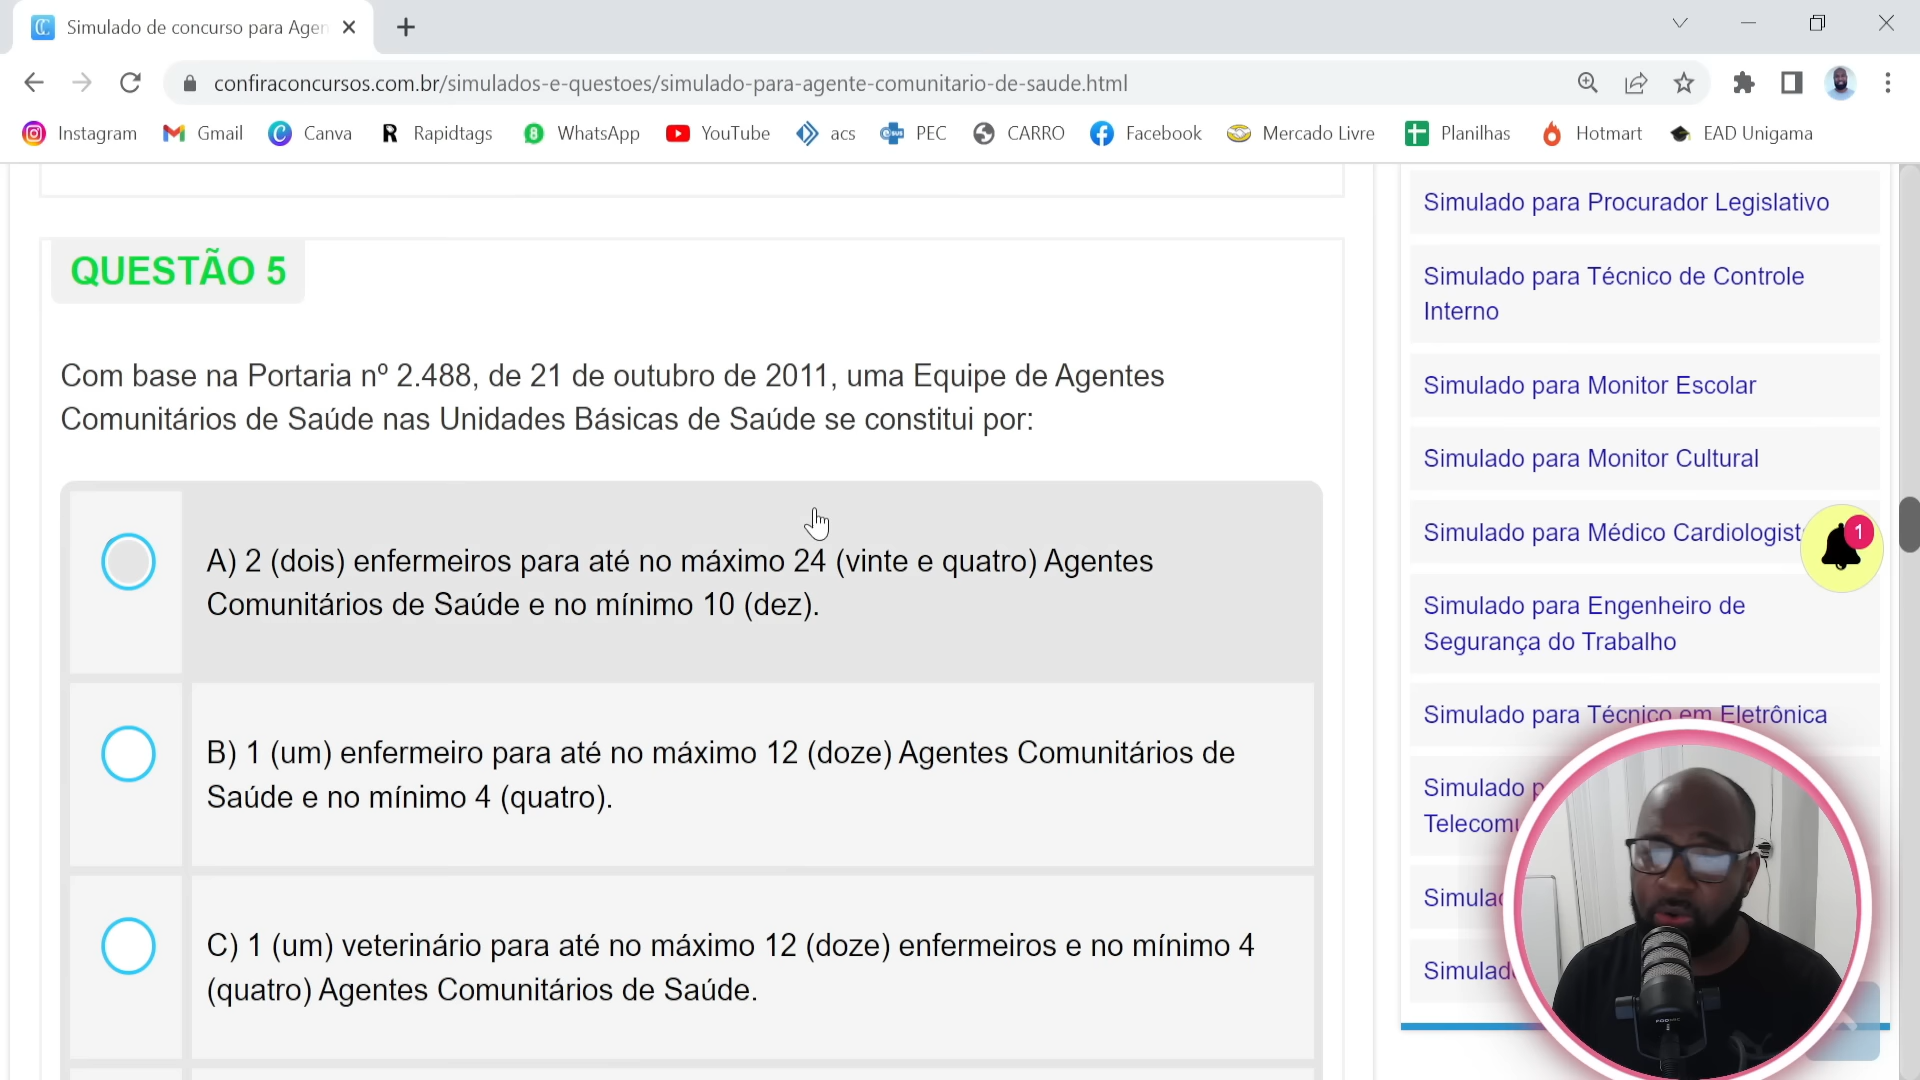 Simulado de concurso para Agen
confiraconcursos.com.br/simulados-e-questoes/simulado-para-agente-comunitario-de-saude.html
Instagram Gmail Canva Rapidtags WhatsApp YouTube acs PEC CARRO Facebook Mercado Livre Planilhas Hotmart EAD Unigama
QUESTÃO 5
Com base na Portaria nº 2.488, de 21 de outubro de 2011, uma Equipe de Agentes
Comunitários de Saúde nas Unidades Básicas de Saúde se constitui por:
A) 2 (dois) enfermeiros para até no máximo 24 (vinte e quatro) Agentes
Comunitários de Saúde e no mínimo 10 (dez).
B) 1 (um) enfermeiro para até no máximo 12 (doze) Agentes Comunitários de
Saúde e no mínimo 4 (quatro).
C) 1 (um) veterinário para até no máximo 12 (doze) enfermeiros e no mínimo 4
(quatro) Agentes Comunitários de Saúde.
Simulado para Procurador Legislativo
Simulado para Técnico de Controle
Interno
Simulado para Monitor Escolar
Simulado para Monitor Cultural
Simulado para Médico Cardiologist
1
Simulado para Engenheiro de
Segurança do Trabalho
Simulado para Técnico em Eletrônica
Simulado p
Telecomu
Simulad
Simulad